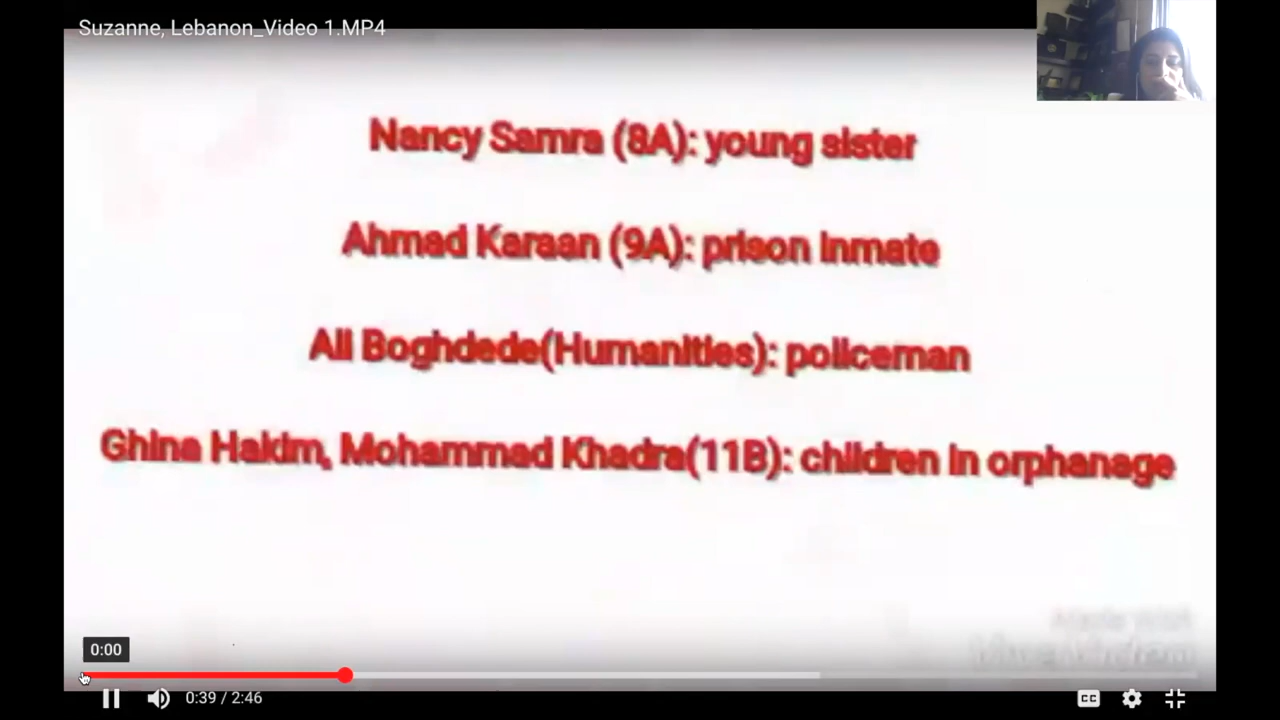 Suzanne, Lebanon_Video 1.MP4
Nancy Samra (8A): young sister
Ahmad Karaan (9A): prison inmate
Ali Boghdede(Humanities): policeman
Ghina Hakim, Mohammad Khadra(11B): children in orphanage
0:00
0:39 / 2:46
CC